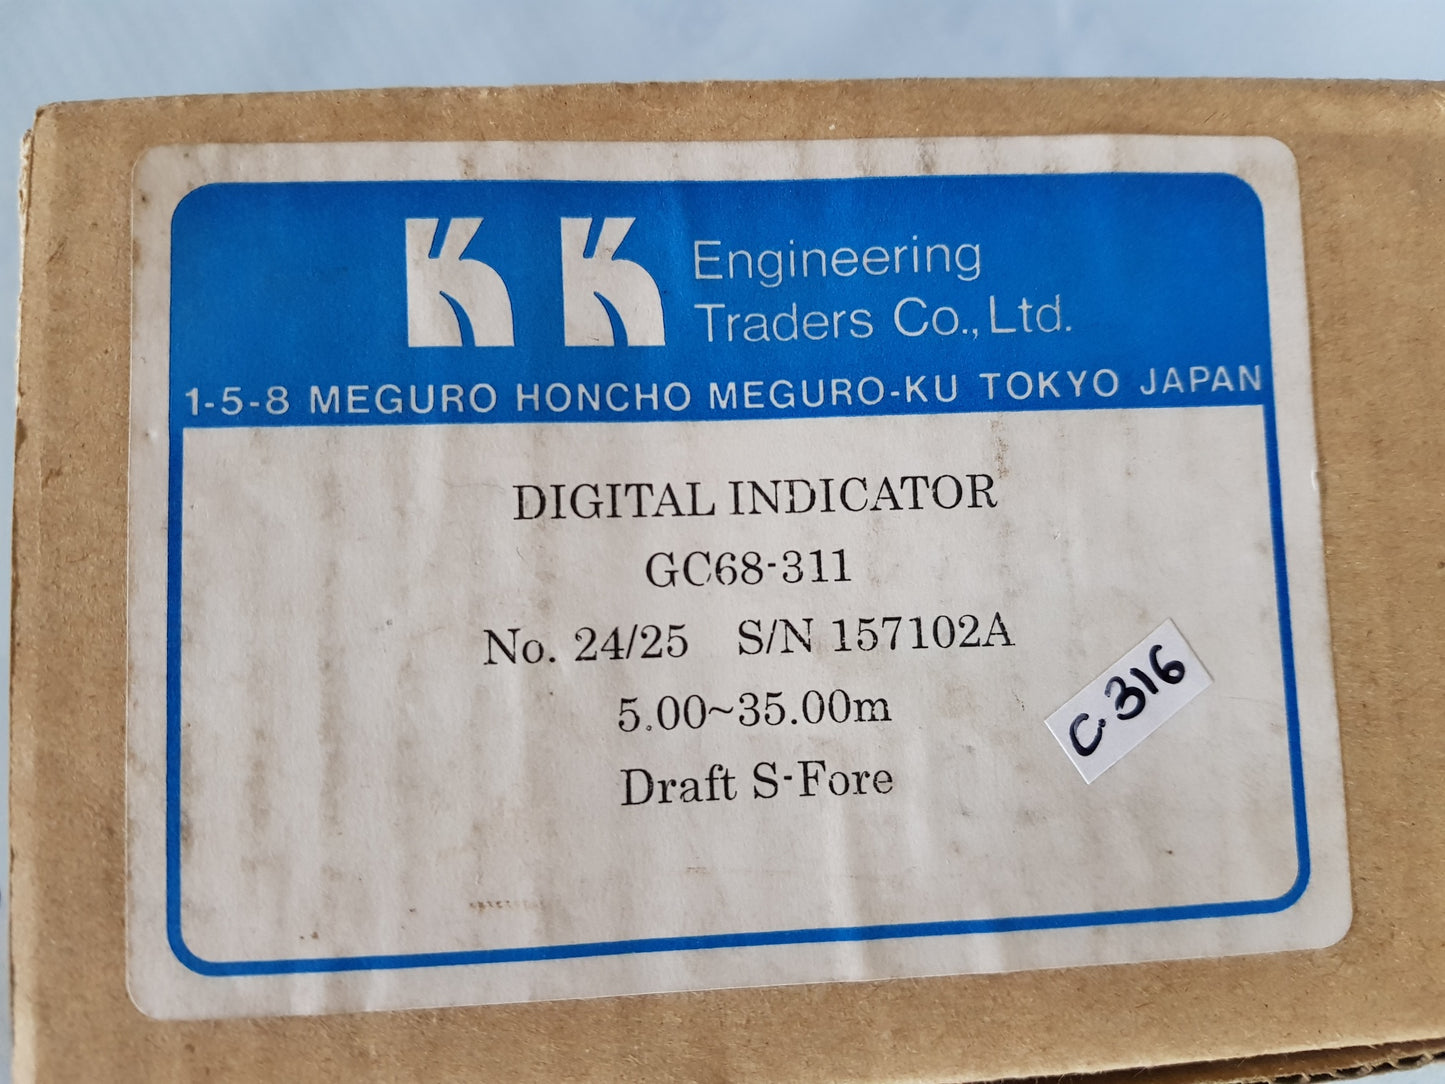 KK Engineering
Traders Co., Ltd.
1-5-8 MEGURO HONCHO MEGURO-KU TOKYO JAPAN
DIGITAL INDICATOR
GC68-311
No. 24/25 S/N 157102A
5.00~35.00m
Draft S-Fore
C.316